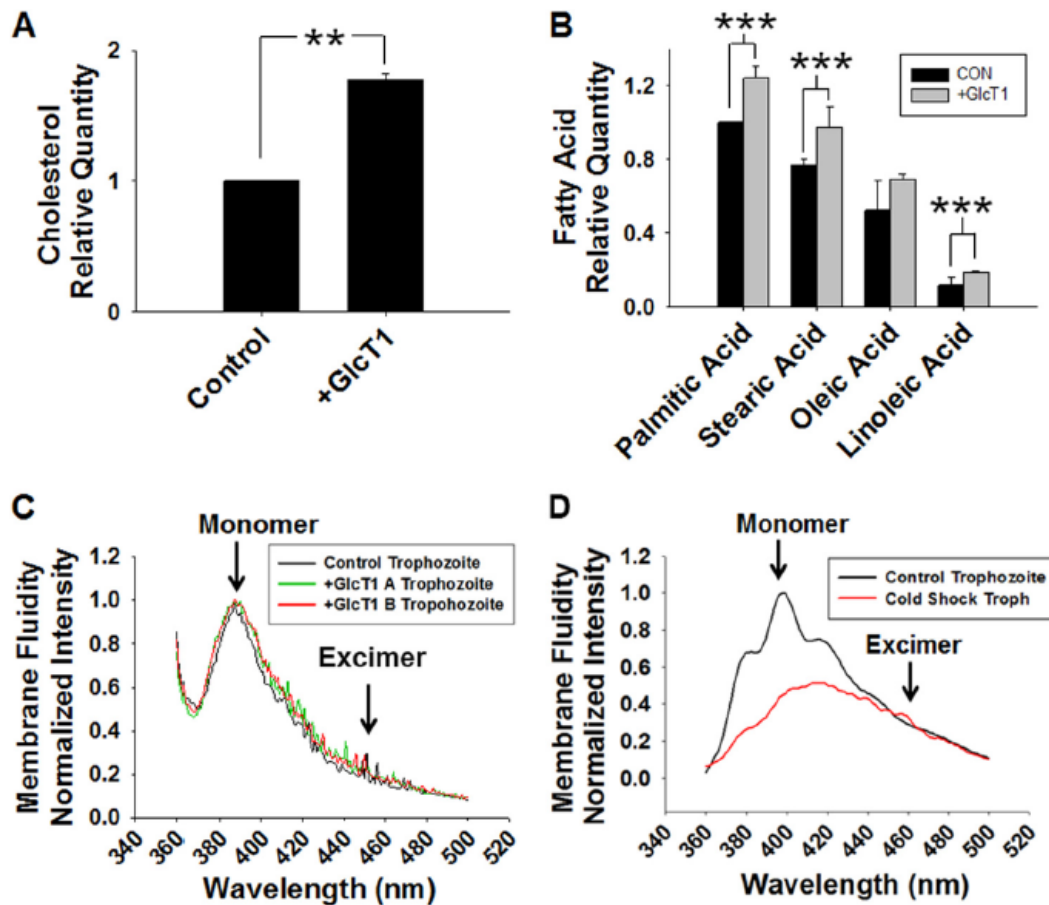 A
Cholesterol
Relative Quantity
2
1
0
**
Control
+GlcT1
B
Fatty Acid
Relative Quantity
1.2
0.8
0.4
0.0
***
***
***
CON
+GlcT1
Palmitic Acid
Stearic Acid
Oleic Acid
Linoleic Acid
C
Membrane Fluidity
Normalized Intensity
1.2
1.0
0.8
0.6
0.4
0.2
0.0
Monomer
Control Trophozoite
+GlcT1 A Trophozoite
+GlcT1 B Tropohozoite
Excimer
340 360 380 400 420 440 460 480 500 520
Wavelength (nm)
D
Membrane Fluidity
Normalized Intensity
1.2
1.0
0.8
0.6
0.4
0.2
0.0
Monomer
Control Trophozoite
Cold Shock Troph
Excimer
340 360 380 400 420 440 460 480 500 520
Wavelength (nm)